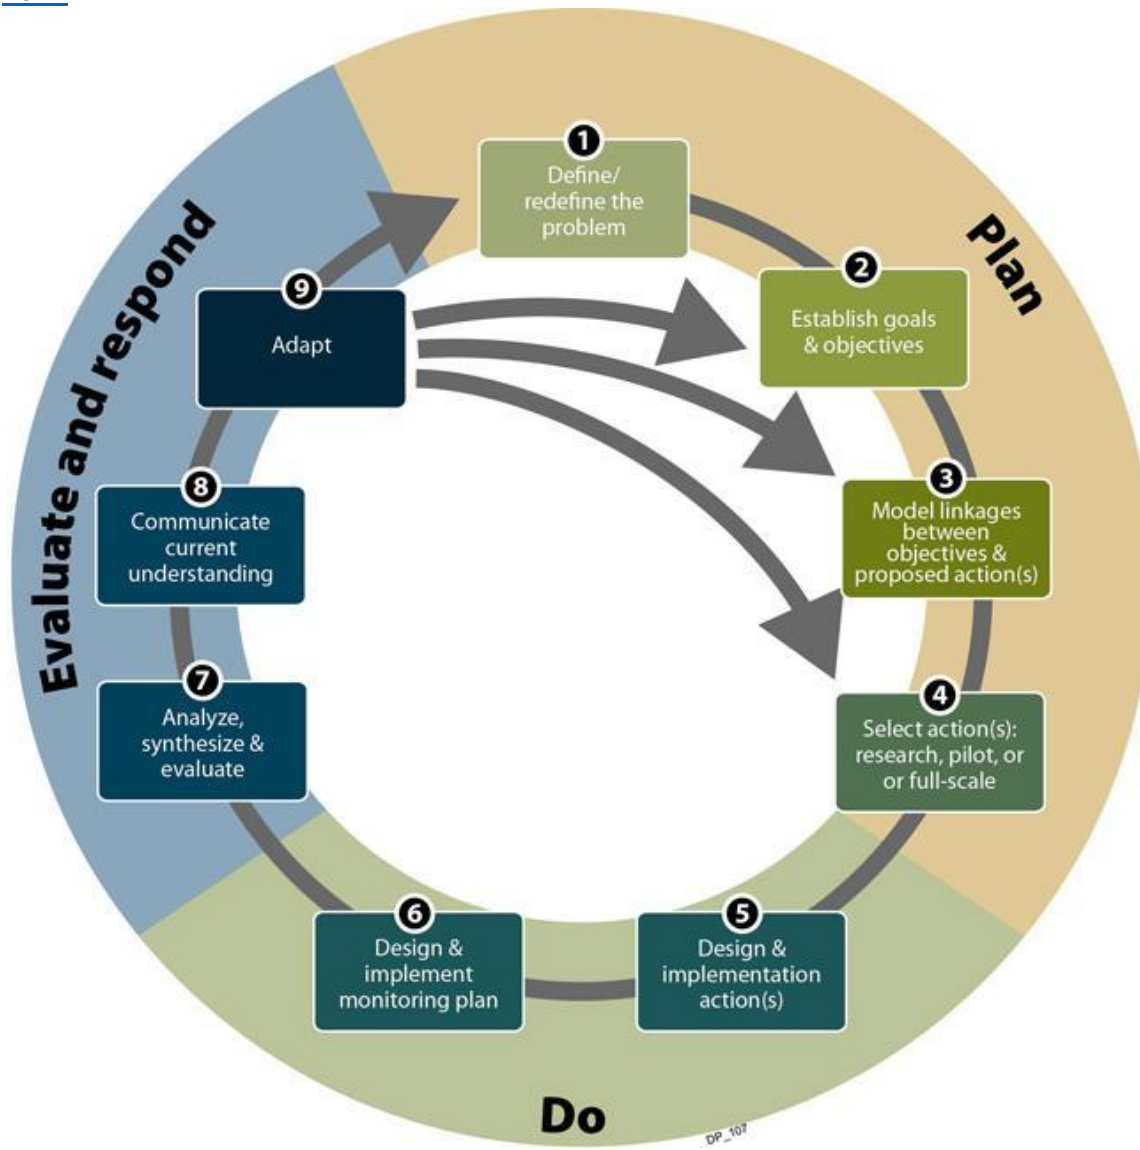 1
Define/
redefine the
problem
2
Establish goals
& objectives
3
Model linkages
between
objectives &
proposed action(s)
4
Select action(s):
research, pilot, or
or full-scale
5
Design &
implementation
action(s)
6
Design &
implement
monitoring plan
7
Analyze,
synthesize &
evaluate
8
Communicate
current
understanding
9
Adapt
Plan
Do
Evaluate and respond
DP_107